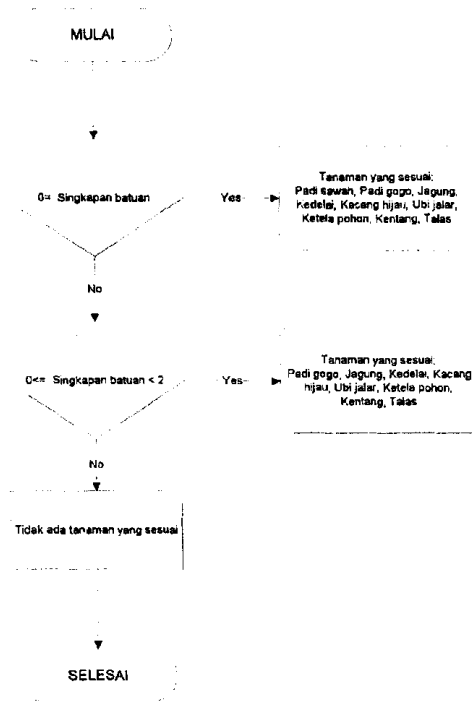 MULAI
0= Singkapan batuan
Yes
Tanaman yang sesuai:
Padi sawah, Padi gogo, Jagung,
Kedelai, Kacang hijau, Ubi jalar,
Ketela pohon, Kentang, Talas
No
0<= Singkapan batuan < 2
Yes
Tanaman yang sesuai:
Padi gogo, Jagung, Kedelai, Kacang
hijau, Ubi jalar, Ketela pohon,
Kentang, Talas
No
Tidak ada tanaman yang sesuai
SELESAI